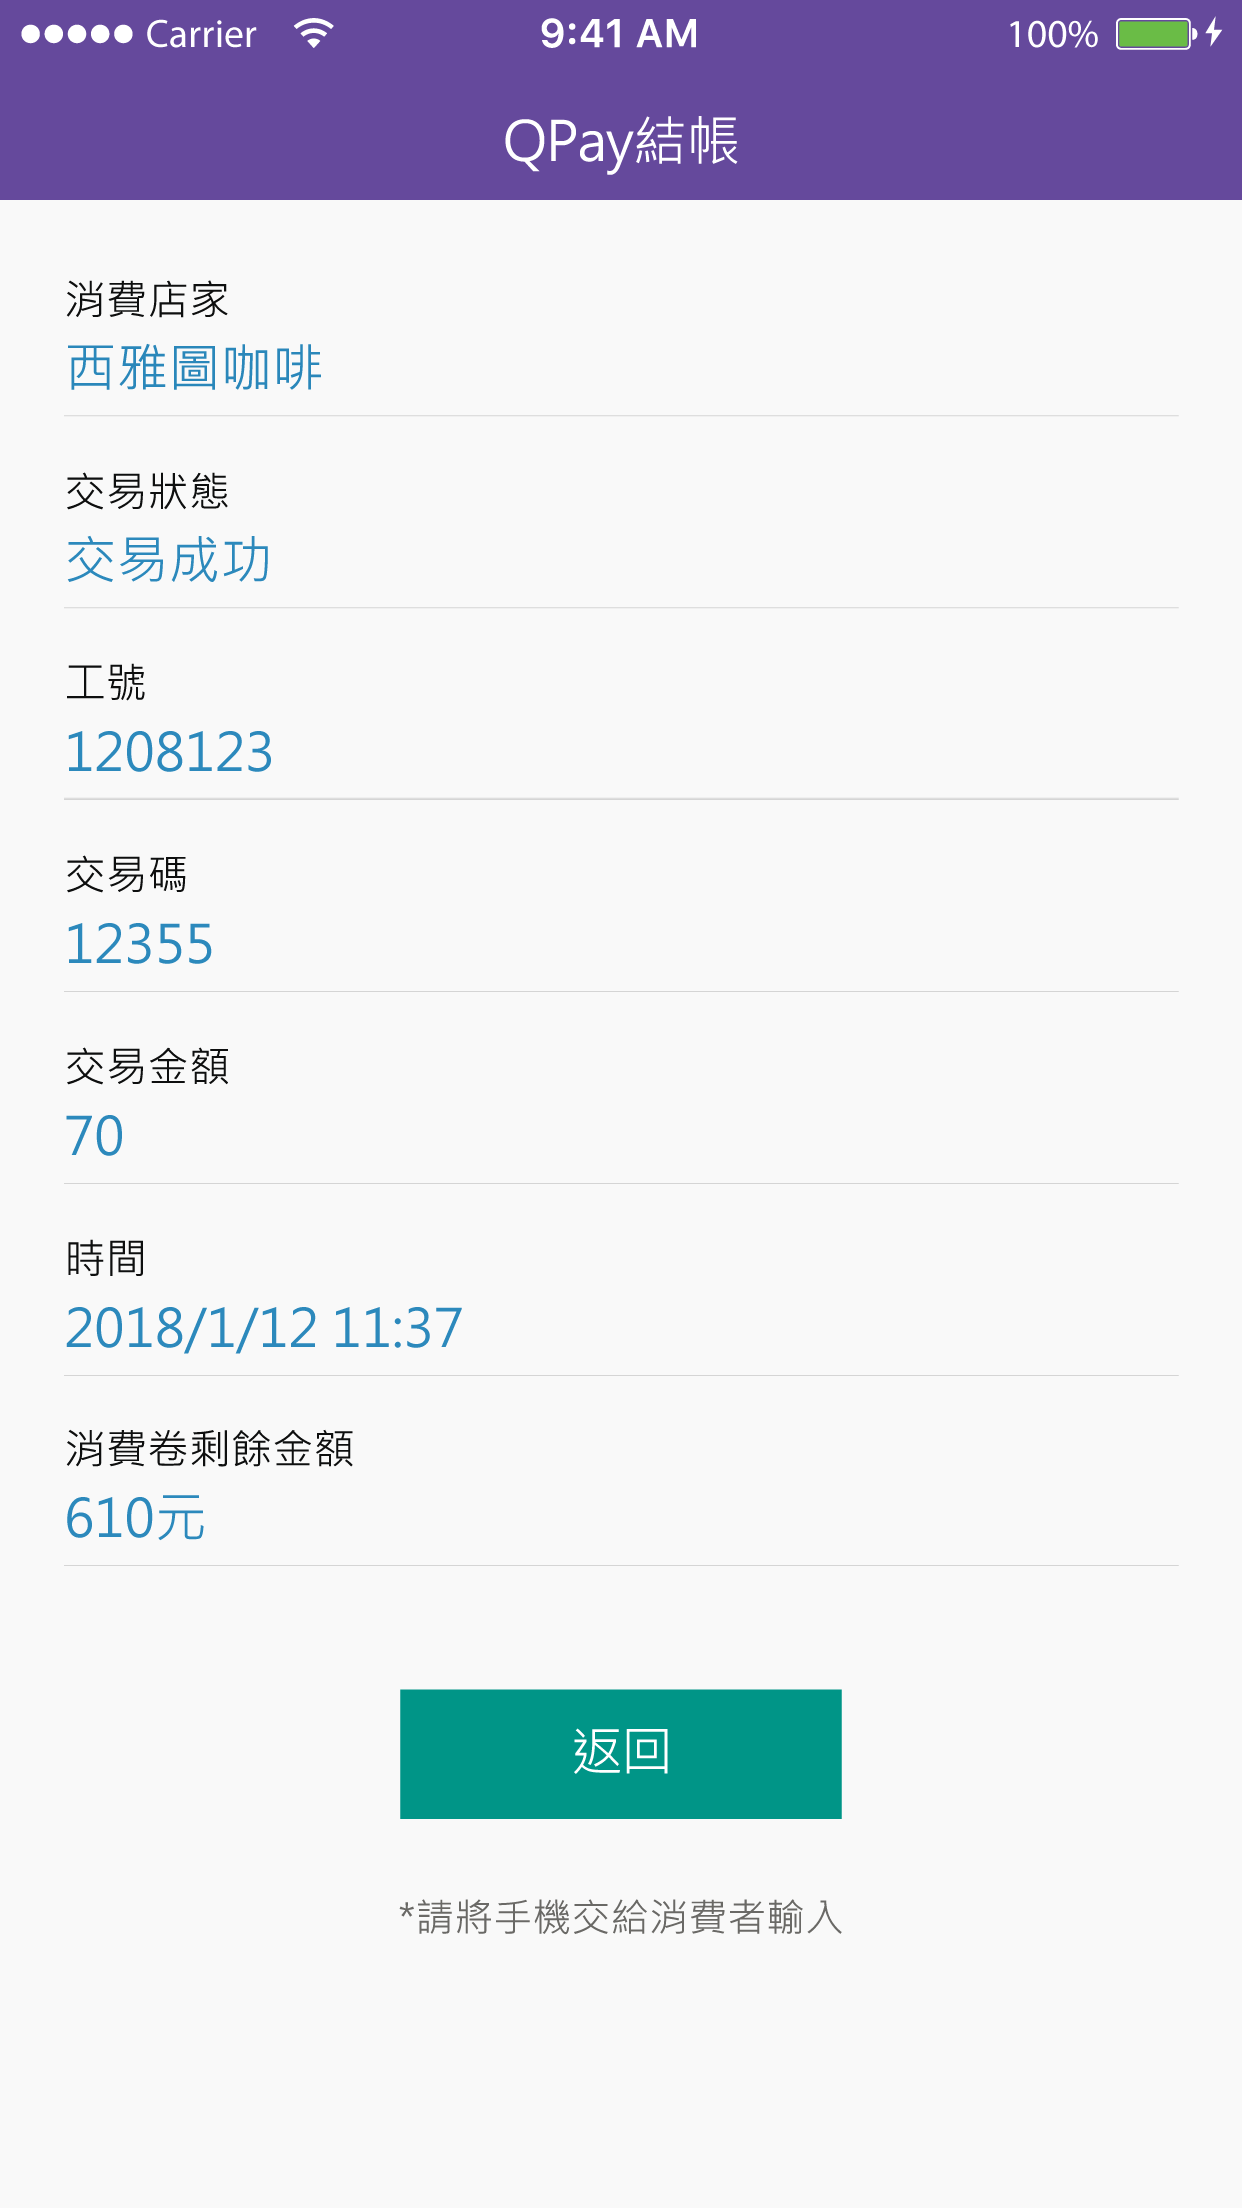 Carrier 9:41 AM 100%
QPay結帳
消費店家
西雅圖咖啡
交易狀態
交易成功
工號
1208123
交易碼
12355
交易金額
70
時間
2018/1/12 11:37
消費卷剩餘金額
610元
返回
*請將手機交給消費者輸入